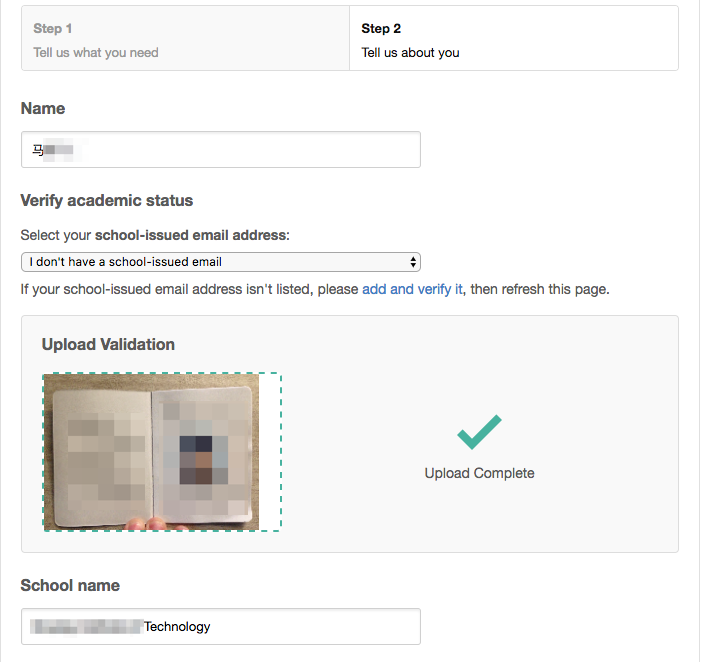 Step 1
Tell us what you need
Step 2
Tell us about you
Name
马
Verify academic status
Select your school-issued email address:
I don't have a school-issued email
If your school-issued email address isn't listed, please add and verify it, then refresh this page.
Upload Validation
Upload Complete
School name
Technology